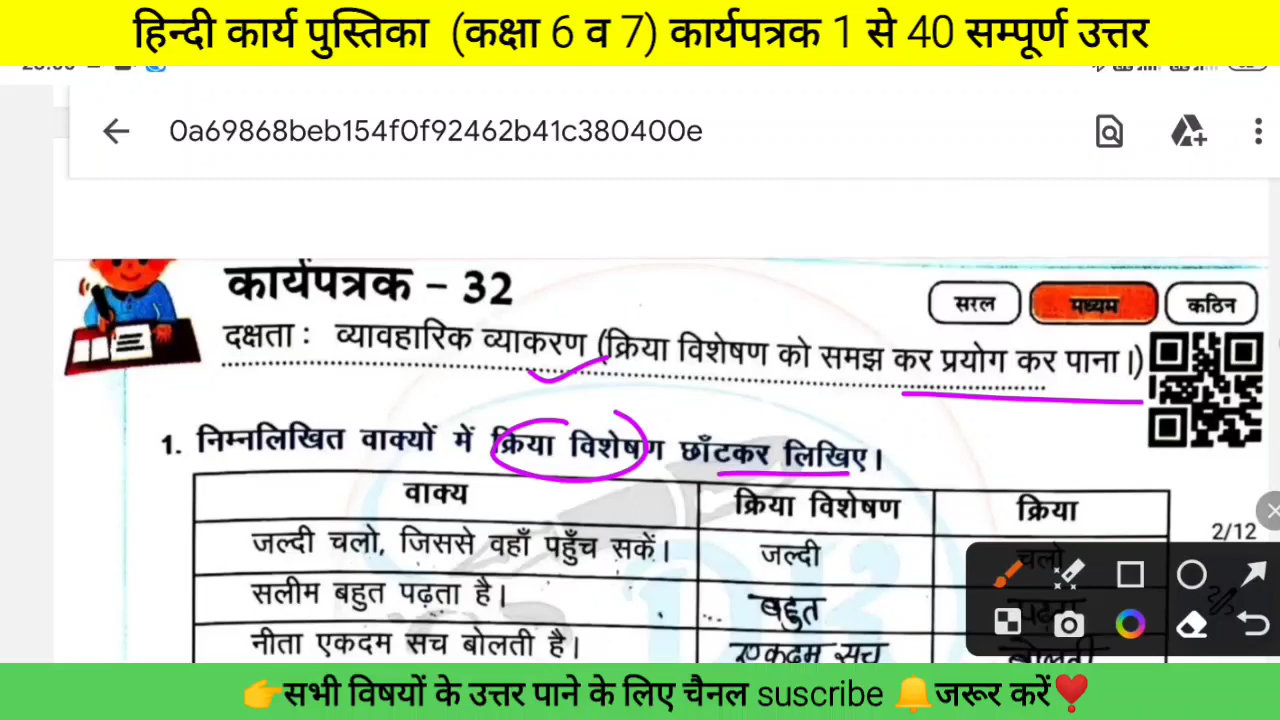 हिन्दी कार्य पुस्तिका (कक्षा 6 व 7) कार्यपत्रक 1 से 40 सम्पूर्ण उत्तर
0a69868beb154f0f92462b41c380400e
कार्यपत्रक - 32
सरल मध्यम कठिन
दक्षता : व्यावहारिक व्याकरण (क्रिया विशेषण को समझ कर प्रयोग कर पाना।)
1. निम्नलिखित वाक्यों में क्रिया विशेषण छाँटकर लिखिए।
वाक्य क्रिया विशेषण क्रिया
2/12
जल्दी चलो, जिससे वहाँ पहुँच सकें। जल्दी चलो
सलीम बहुत पढ़ता है। बहुत पढ़ता
नीता एकदम सच बोलती है। एकदम सच बोलती
👉सभी विषयों के उत्तर पाने के लिए चैनल suscribe 🔔जरूर करें❣️